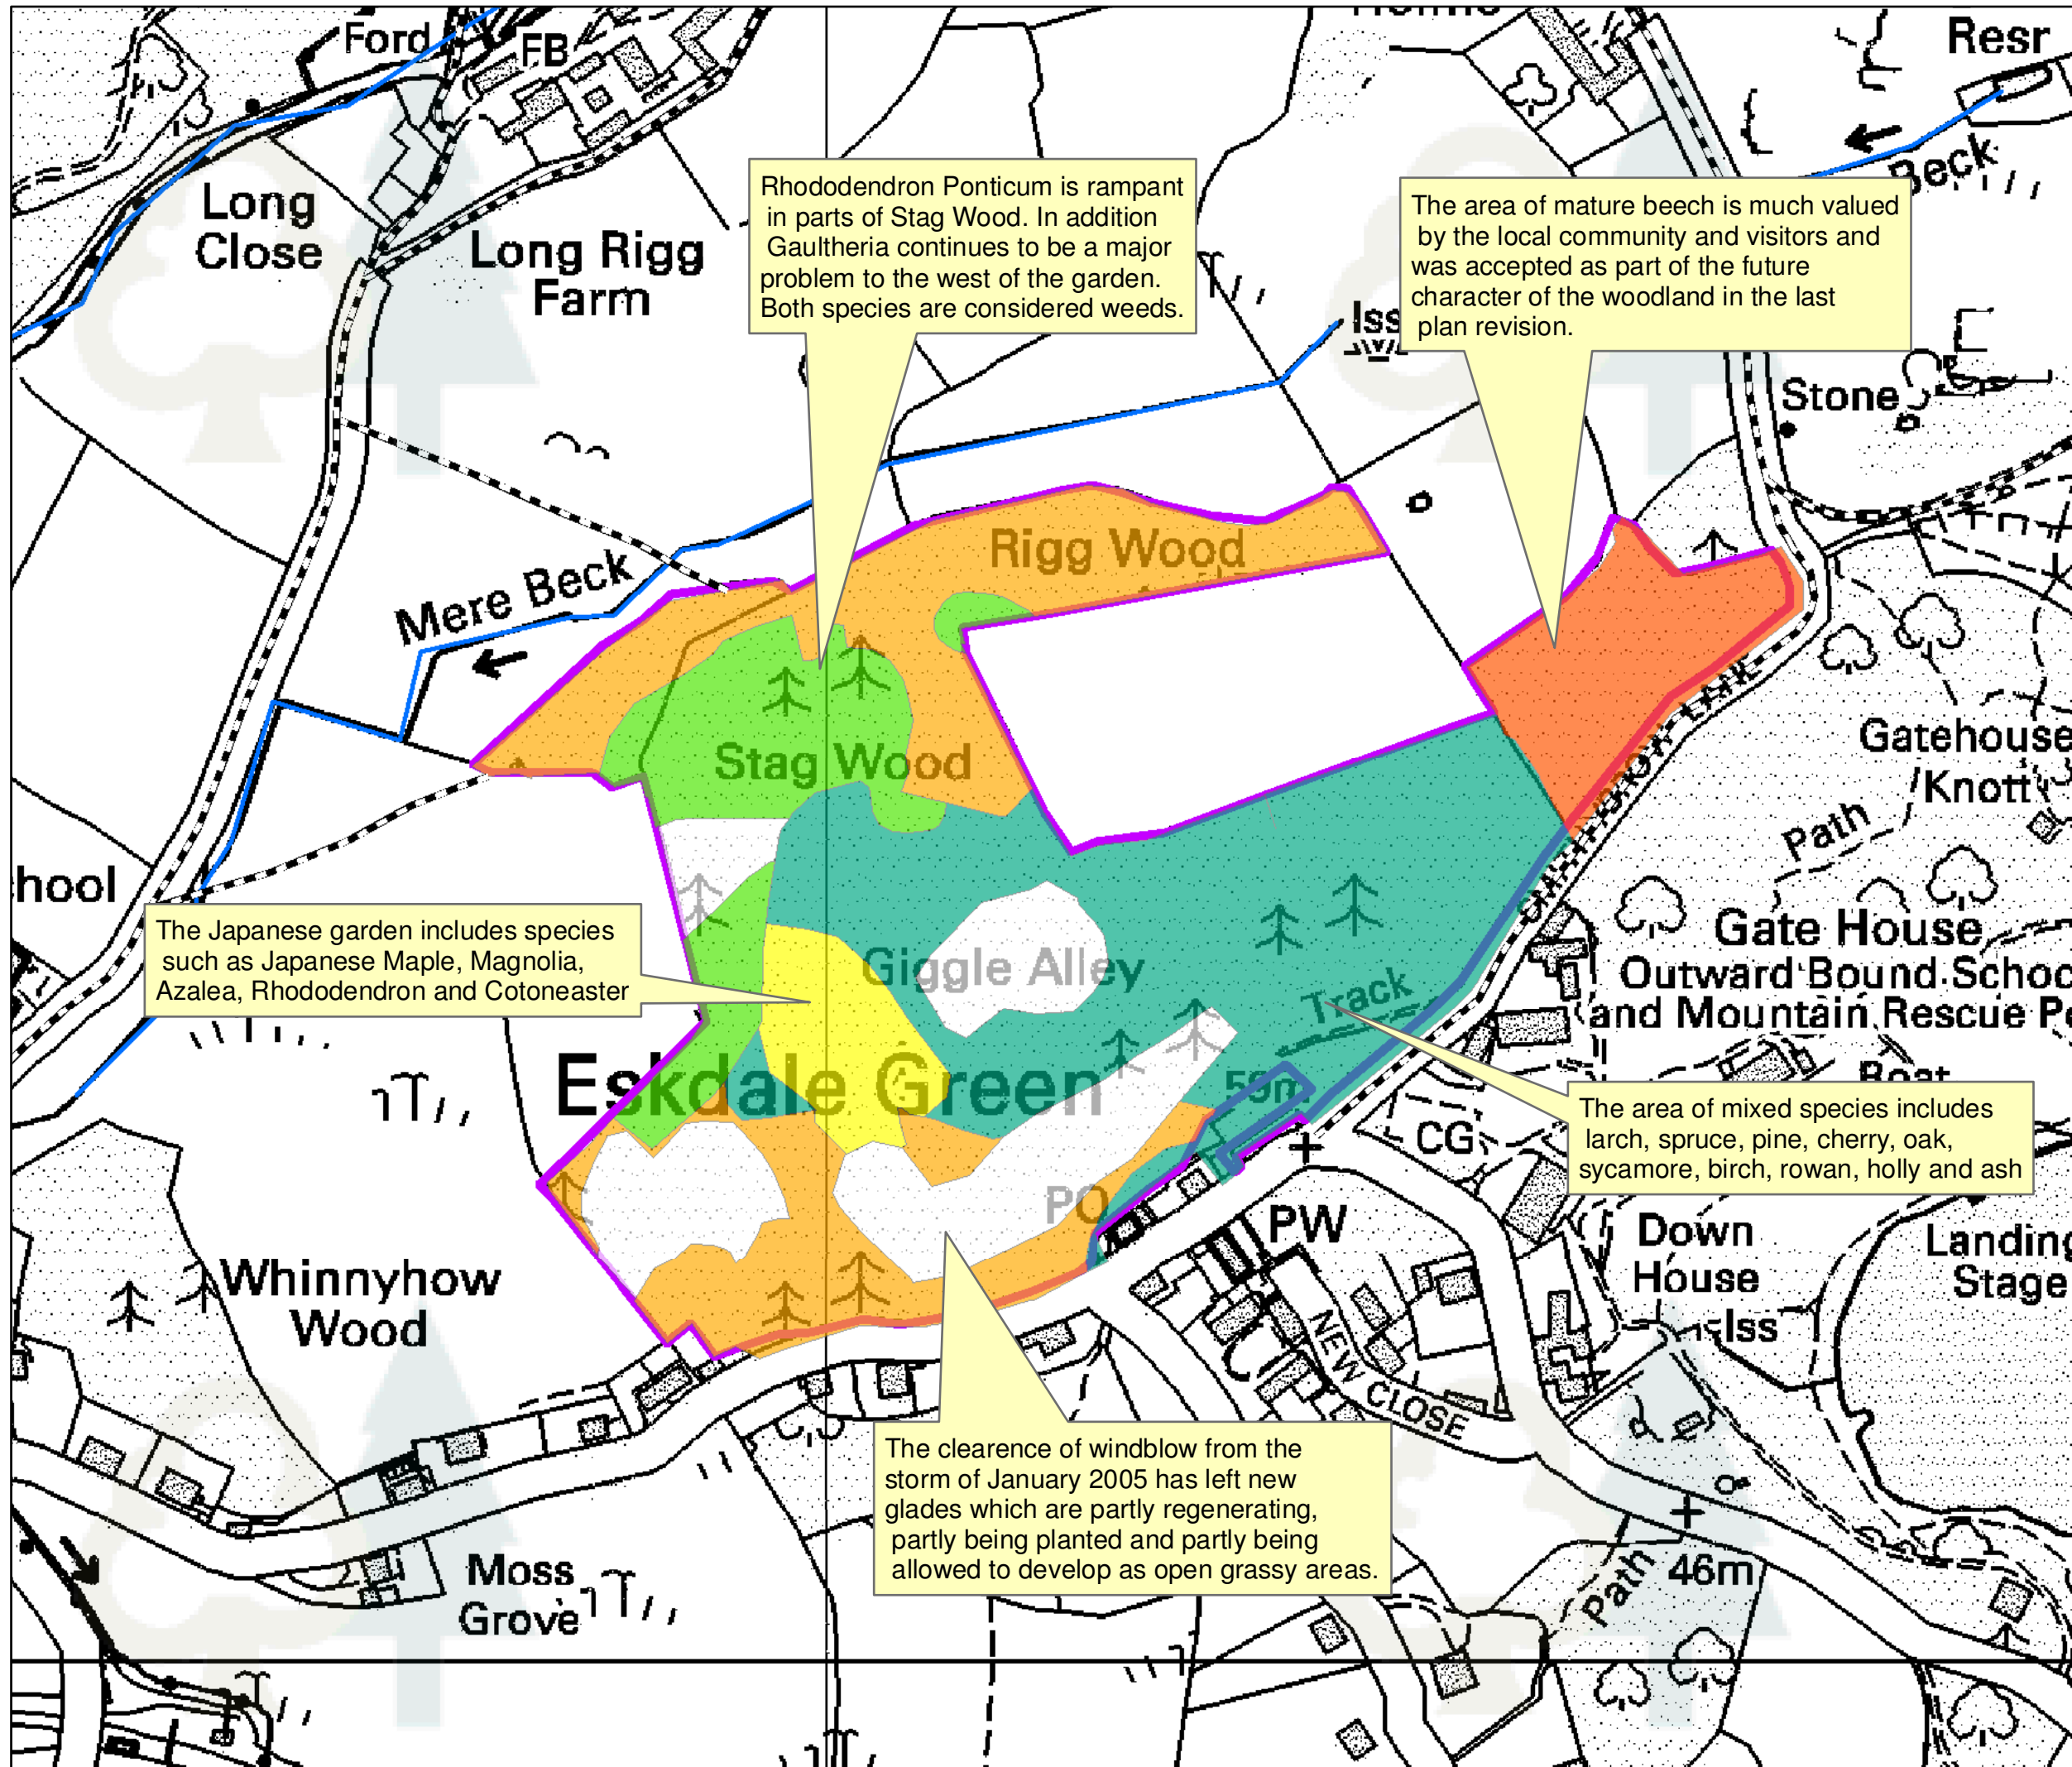 Ford
FB
Resr
Beck
Long
Close
Long Rigg
Farm
Rhododendron Ponticum is rampant
in parts of Stag Wood. In addition
Gaultheria continues to be a major
problem to the west of the garden.
Both species are considered weeds.
The area of mature beech is much valued
by the local community and visitors and
was accepted as part of the future
character of the woodland in the last
plan revision.
Iss
Stone
Rigg Wood
Mere Beck
Stag Wood
Gatehouse
Knott
Path
hool
The Japanese garden includes species
such as Japanese Maple, Magnolia,
Azalea, Rhododendron and Cotoneaster
Giggle Alley
Track
Gate House
Outward Bound Schoo
and Mountain Rescue Po
Eskdale Green
59m
Boat
CG
The area of mixed species includes
larch, spruce, pine, cherry, oak,
sycamore, birch, rowan, holly and ash
PO
PW
Down
House
Landing
Stage
Iss
Whinnyhow
Wood
NEW CLOSE
The clearence of windblow from the
storm of January 2005 has left new
glades which are partly regenerating,
partly being planted and partly being
allowed to develop as open grassy areas.
Moss
Grove
Path
46m